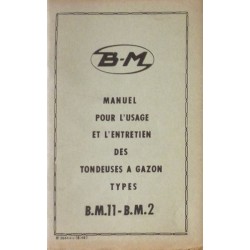 B-M
MANUEL
POUR L'USAGE
ET L'ENTRETIEN
DES
TONDEUSES A GAZON
TYPES
B.M.11-B.M.2